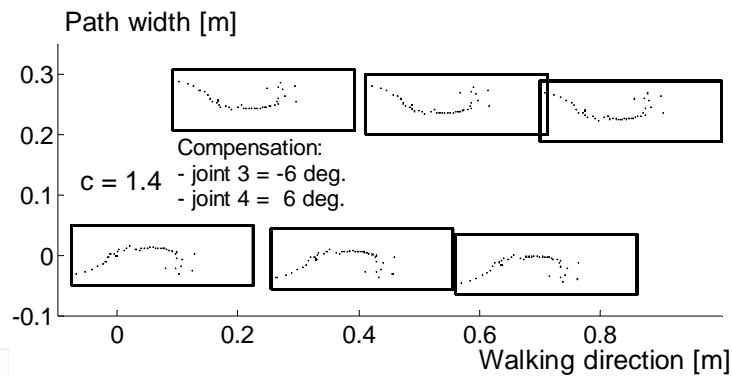 Path width [m]
0.3
0.2
Compensation:
c = 1.4 - joint 3 = -6 deg.
- joint 4 =  6 deg.
0.1
0
-0.1
0 0.2 0.4 0.6 0.8
Walking direction [m]